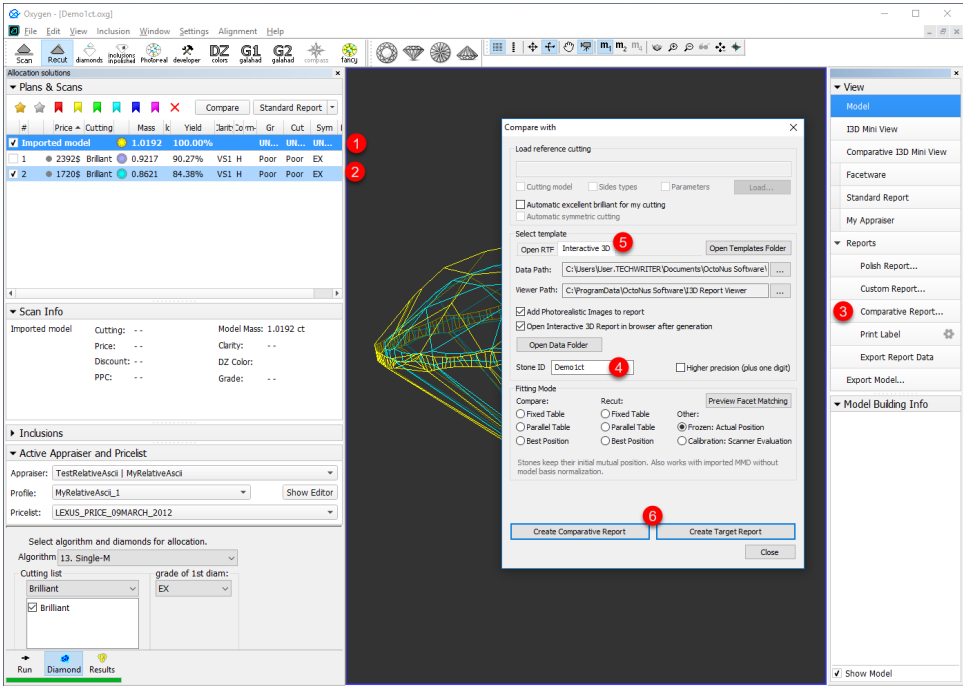 Oxygen - [Demo1ct.oxg]
File Edit View Inclusion Window Settings Alignment Help
Scan Recut diamonds inclusions in polished Photoreal developer DZ colors G1 galahad G2 galahad compass fancy m1 m2
Allocation solutions
Plans & Scans
Compare Standard Report
# Price Cutting Mass Yield Gr Cut Sym
Imported model 1.0192 100.00% UN... UN... UN...
1 2392$ Brilliant 0.9217 90.27% VS1 H Poor Poor EX
2 1720$ Brilliant 0.8621 84.38% VS1 H Poor Poor EX
1
2
Scan Info
Imported model Cutting: - - Model Mass: 1.0192 ct
Price: - - Clarity: - -
Discount: - - DZ Color:
PPC: - - Grade: - -
Inclusions
Active Appraiser and Pricelist
Appraiser: TestRelativeAscii | MyRelativeAscii
Profile: MyRelativeAscii_1 Show Editor
Pricelist: LEXUS_PRICE_09MARCH_2012
Select algorithm and diamonds for allocation.
Algorithm 13. Single-M
Cutting list grade of 1st diam:
Brilliant EX
Brilliant
Run Diamond Results
Compare with
Load reference cutting
Cutting model Sides types Parameters Load...
Automatic excellent brilliant for my cutting
Automatic symmetric cutting
Select template
5
Open RTF Interactive 3D Open Templates Folder
Data Path: C:\Users\User.TECHWRITER\Documents\OctoNus Software\ ...
Viewer Path: C:\ProgramData\OctoNus Software\I3D Report Viewer ...
Add Photorealistic Images to report
Open Interactive 3D Report in browser after generation
Open Data Folder
Stone ID Demo1ct 4 Higher precision (plus one digit)
Fitting Mode
Compare: Recut: Preview Facet Matching
Fixed Table Fixed Table Other:
Parallel Table Parallel Table Frozen: Actual Position
Best Position Best Position Calibration: Scanner Evaluation
Stones keep their initial mutual position. Also works with imported MMD without
model basis normalization.
6
Create Comparative Report Create Target Report
Close
View
Model
I3D Mini View
Comparative I3D Mini View
Facetware
Standard Report
My Appraiser
Reports
Polish Report...
Custom Report...
3 Comparative Report...
Print Label
Export Report Data
Export Model...
Model Building Info
Show Model